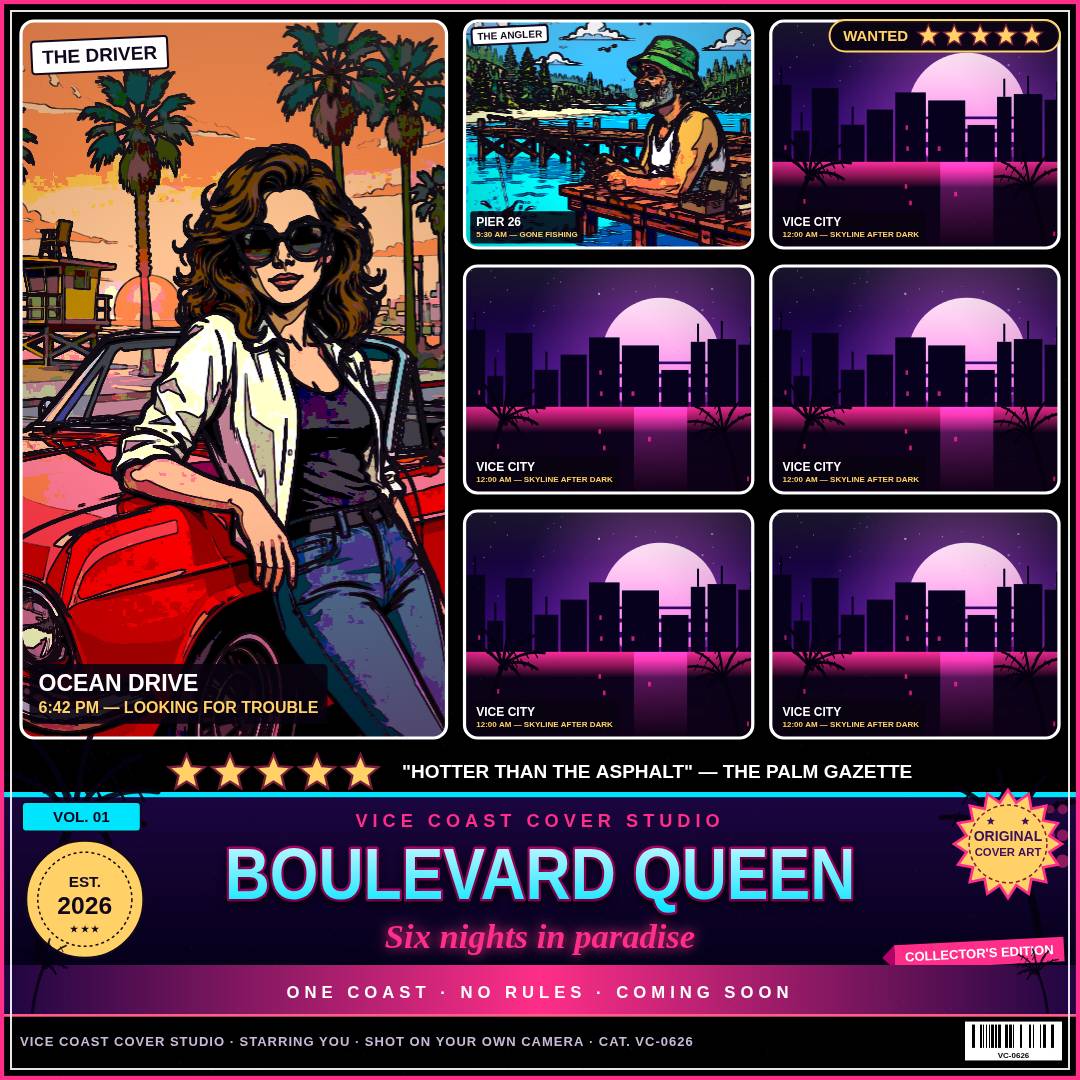 THE DRIVER
OCEAN DRIVE
6:42 PM — LOOKING FOR TROUBLE
THE ANGLER
PIER 26
5:30 AM — GONE FISHING
WANTED ★★★★★
VICE CITY
12:00 AM — SKYLINE AFTER DARK
VICE CITY
12:00 AM — SKYLINE AFTER DARK
VICE CITY
12:00 AM — SKYLINE AFTER DARK
VICE CITY
12:00 AM — SKYLINE AFTER DARK
VICE CITY
12:00 AM — SKYLINE AFTER DARK
"HOTTER THAN THE ASPHALT" — THE PALM GAZETTE
VOL. 01
EST.
2026
★★★
VICE COAST COVER STUDIO
BOULEVARD QUEEN
Six nights in paradise
ORIGINAL
COVER ART
COLLECTOR'S EDITION
ONE COAST · NO RULES · COMING SOON
VICE COAST COVER STUDIO · STARRING YOU · SHOT ON YOUR OWN CAMERA · CAT. VC-0626
VC-0626